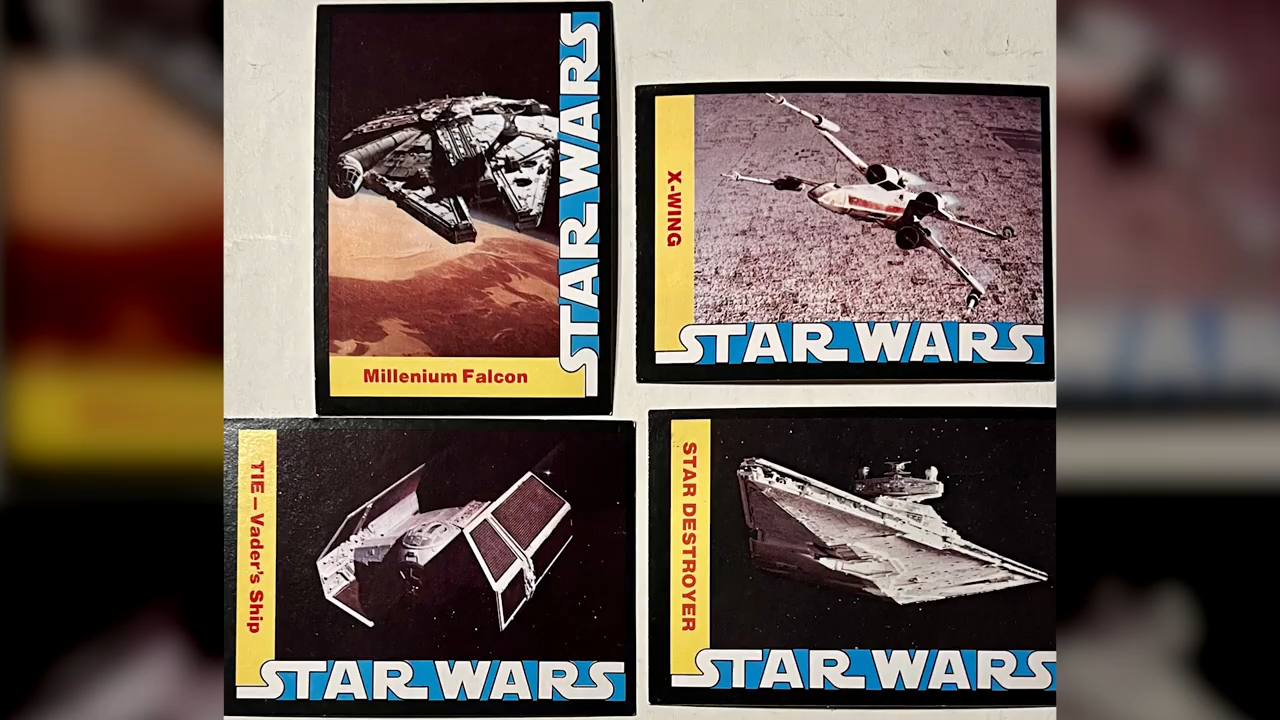 STAR WARS
Millenium Falcon
X-WING
STAR WARS
TIE – Vader's Ship
STAR WARS
STAR DESTROYER
STAR WARS